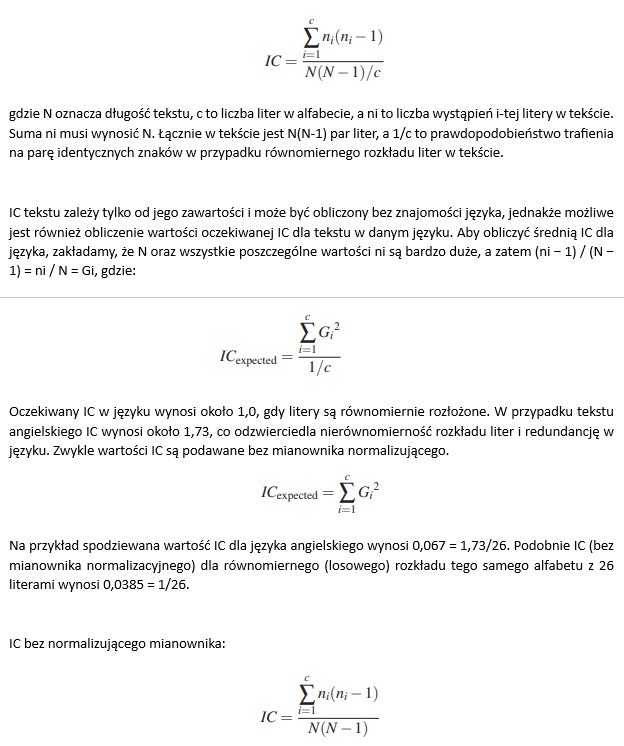 IC = \frac{\sum_{i=1}^{c} n_i(n_i - 1)}{N(N-1)/c}
gdzie N oznacza długość tekstu, c to liczba liter w alfabecie, a ni to liczba wystąpień i-tej litery w tekście.
Suma ni musi wynosić N. Łącznie w tekście jest N(N-1) par liter, a 1/c to prawdopodobieństwo trafienia
na parę identycznych znaków w przypadku równomiernego rozkładu liter w tekście.
IC tekstu zależy tylko od jego zawartości i może być obliczony bez znajomości języka, jednakże możliwe
jest również obliczenie wartości oczekiwanej IC dla tekstu w danym języku. Aby obliczyć średnią IC dla
języka, zakładamy, że N oraz wszystkie poszczególne wartości ni są bardzo duże, a zatem (ni − 1) / (N −
1) = ni / N = Gi, gdzie:
IC_{expected} = \frac{\sum_{i=1}^{c} G_i^2}{1/c}
Oczekiwany IC w języku wynosi około 1,0, gdy litery są równomiernie rozłożone. W przypadku tekstu
angielskiego IC wynosi około 1,73, co odzwierciedla nierównomierność rozkładu liter i redundancję w
języku. Zwykle wartości IC są podawane bez mianownika normalizującego.
IC_{expected} = \sum_{i=1}^{c} G_i^2
Na przykład spodziewana wartość IC dla języka angielskiego wynosi 0,067 = 1,73/26. Podobnie IC (bez
mianownika normalizacyjnego) dla równomiernego (losowego) rozkładu tego samego alfabetu z 26
literami wynosi 0,0385 = 1/26.
IC bez normalizującego mianownika:
IC = \frac{\sum_{i=1}^{c} n_i(n_i - 1)}{N(N-1)}